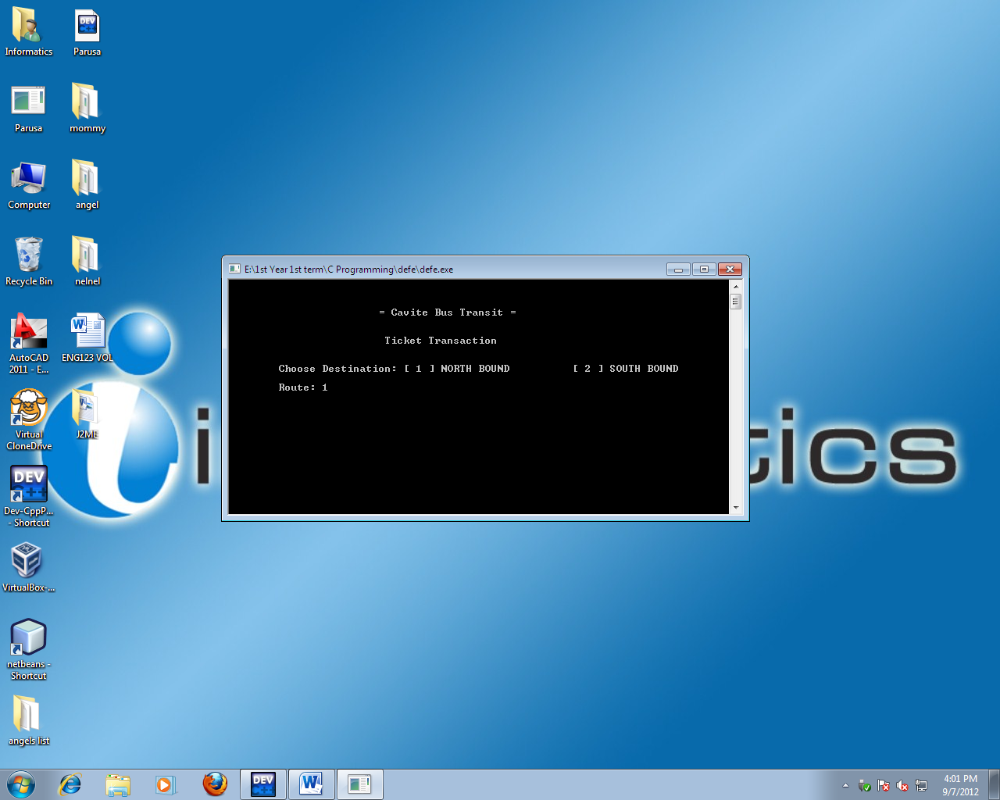 Informatics
Parusa
Parusa
mommy
Computer
angel
Recycle Bin
nelnel
AutoCAD
2011 - E...
ENG123 VOL
Virtual
CloneDrive
J2ME
DEV
C++
Dev-CppP...
- Shortcut
VirtualBox-...
netbeans -
Shortcut
angels list
E:\1st Year 1st term\C Programming\defe\defe.exe
= Cavite Bus Transit =
Ticket Transaction
Choose Destination: [ 1 ] NORTH BOUND [ 2 ] SOUTH BOUND
Route: 1
i
tics
DEV
4:01 PM
9/7/2012